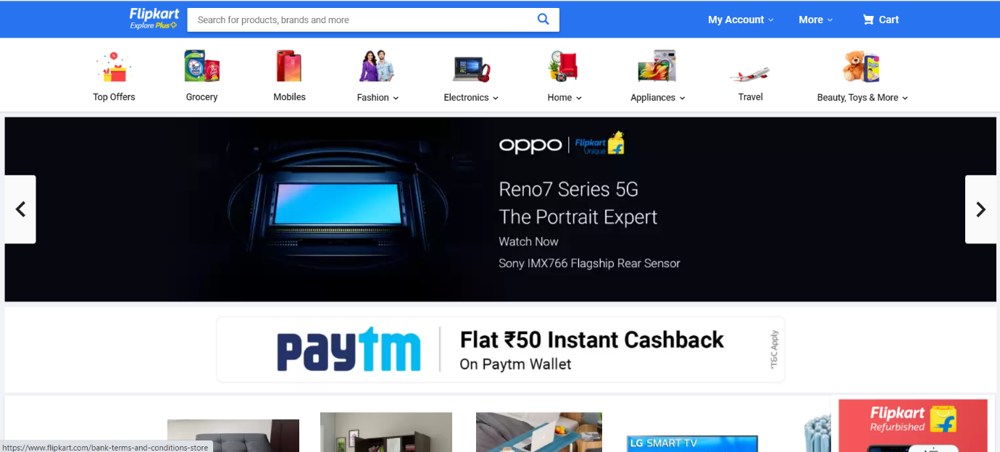 Flipkart
Explore Plus
Search for products, brands and more
My Account
More
Cart
Top Offers
Grocery
Mobiles
Fashion
Electronics
Home
Appliances
Travel
Beauty, Toys & More
oppo | Flipkart Unique
Reno7 Series 5G
The Portrait Expert
Watch Now
Sony IMX766 Flagship Rear Sensor
paytm
Flat ₹50 Instant Cashback
On Paytm Wallet
*T&C Apply
Flipkart
Refurbished
LG SMART TV
https://www.flipkart.com/bank-terms-and-conditions-store